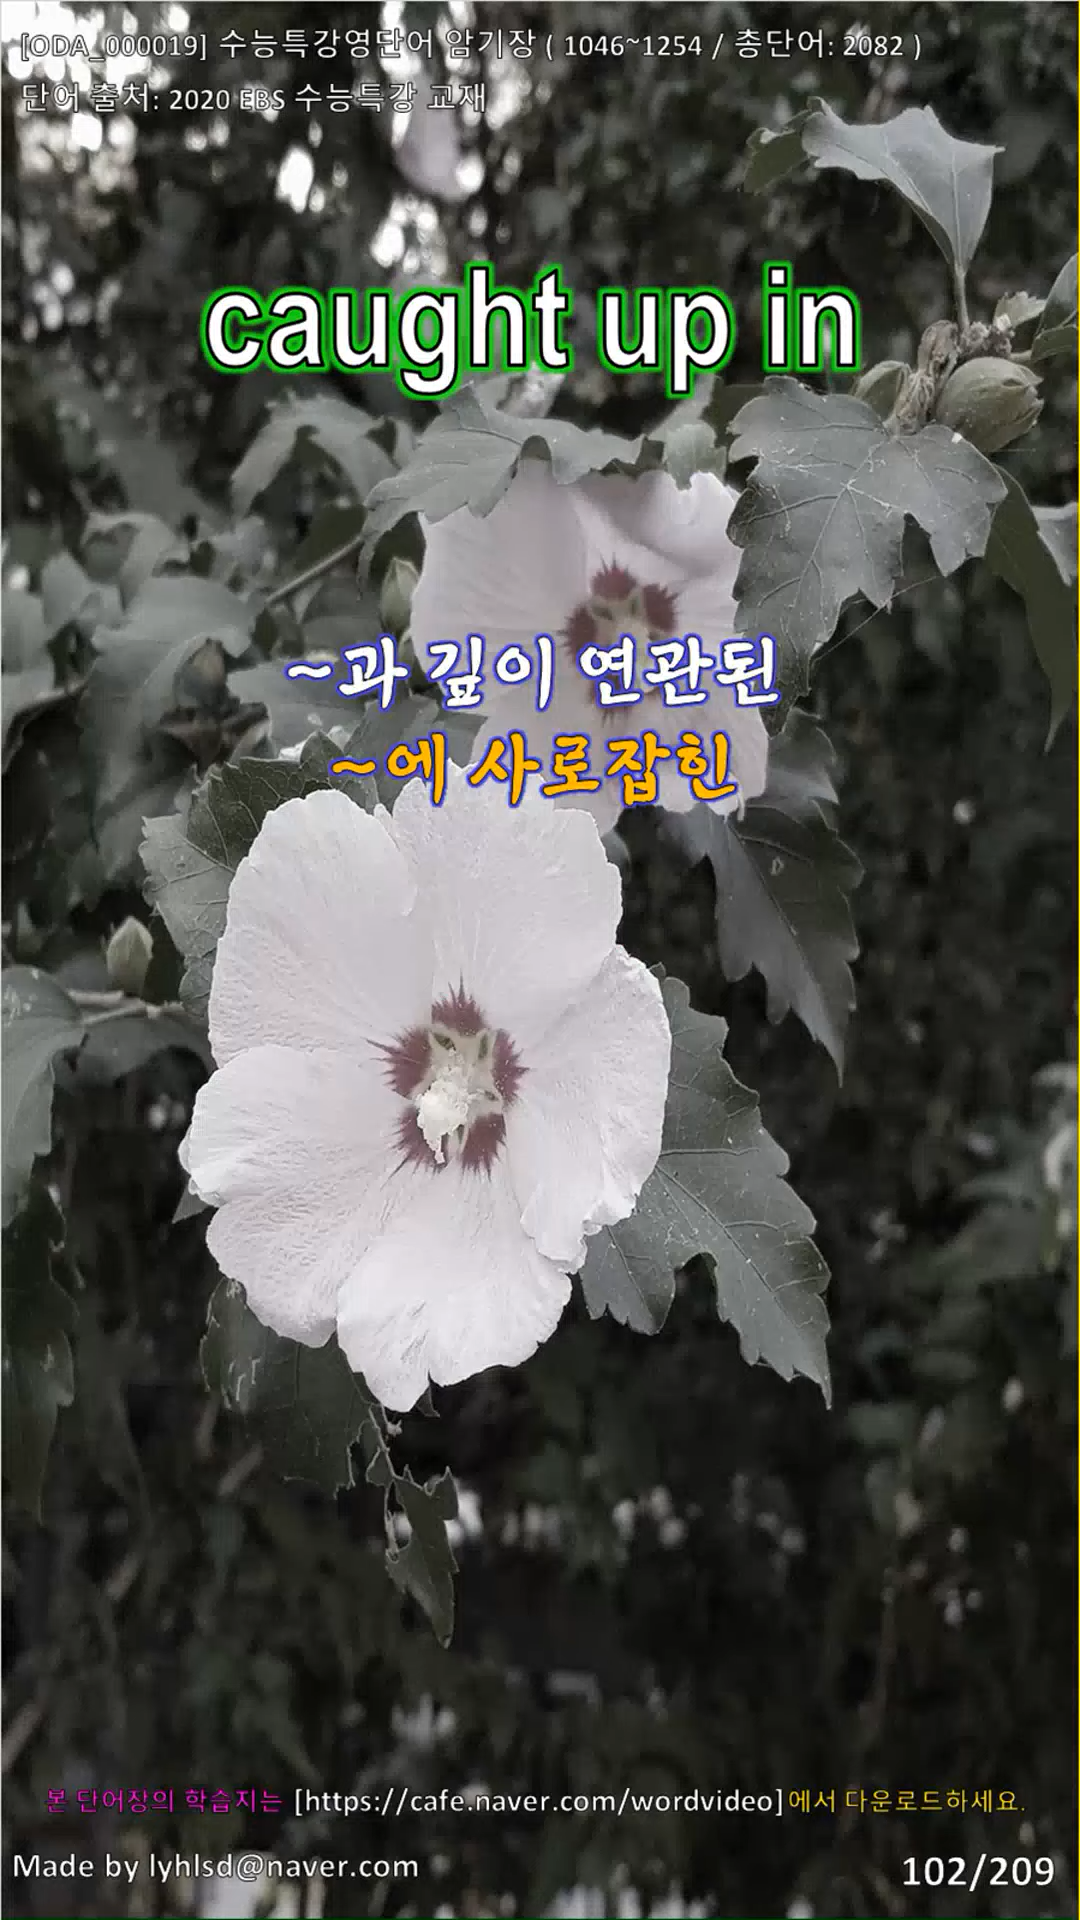 [ODA_000019] 수능특강영단어 암기장 ( 1046~1254 / 총단어: 2082 )
단어 출처: 2020 EBS 수능특강 교재
caught up in
~과 깊이 연관된
~에 사로잡힌
본 단어장의 학습지는 [https://cafe.naver.com/wordvideo]에서 다운로드하세요.
Made by lyhlsd@naver.com
102/209